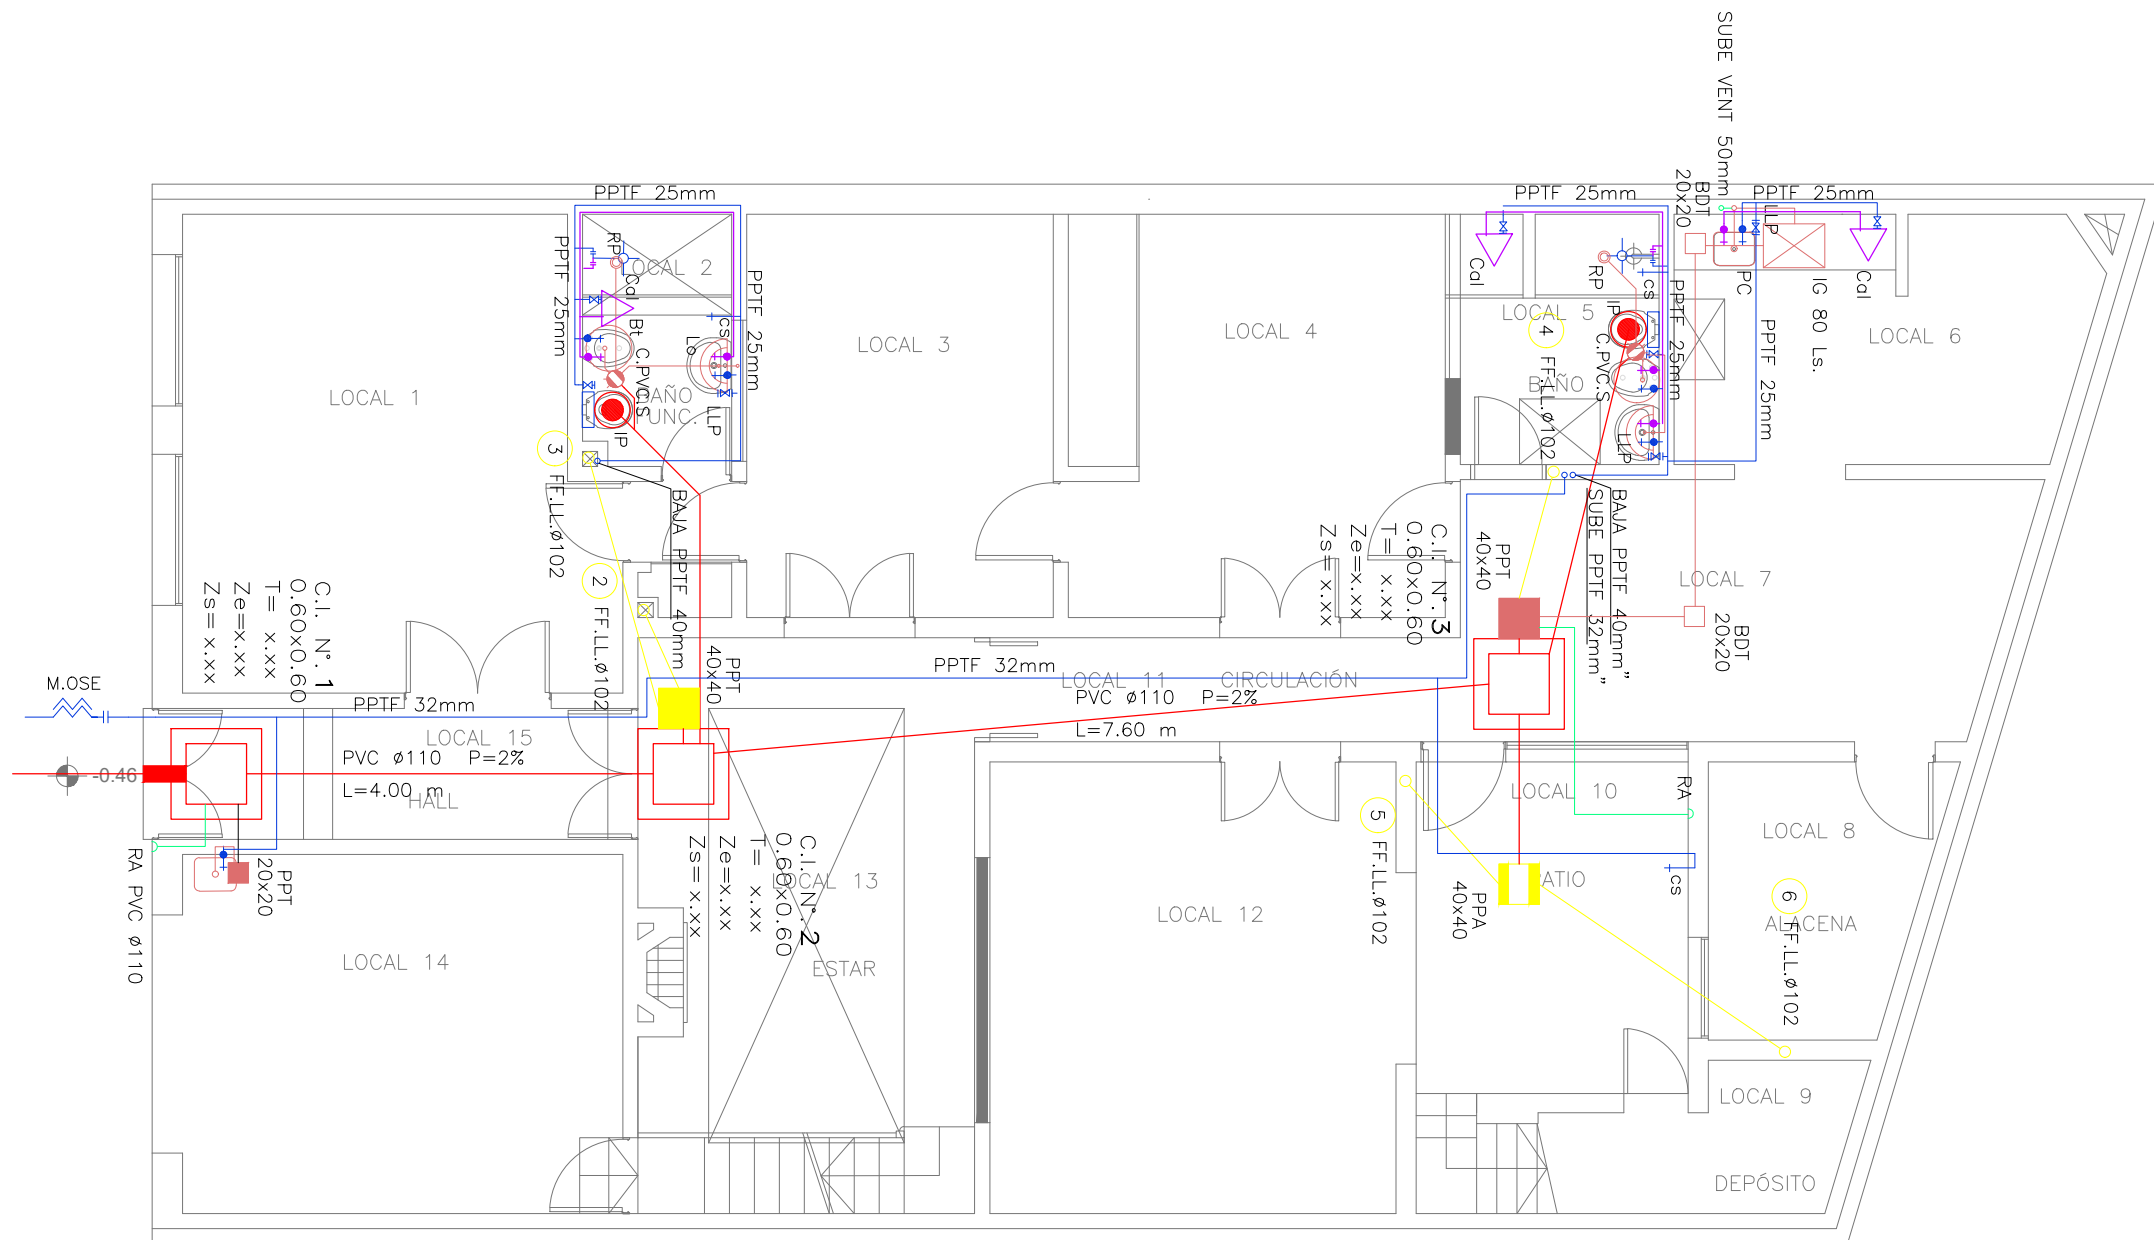 SUBE VENT 50mm
PPTF 25mm
PPTF 25mm
PPTF 25mm
BDT
20x20
LLP
PC
Cal
IG 80 Ls.
PPTF 25mm
LOCAL 6
RP
LOCAL 2
Cal
PPTF 25mm
PPTF 25mm
Bt
cs
Lo
C.PVC.S
BAÑO
FUNC.
LLP
IP
LOCAL 1
LOCAL 3
LOCAL 4
Cal
RP
cs
IP
LOCAL 5
PPTF 25mm
C.PVC.S
BAÑO
LLP
4
FF.LL.ø102
3
FF.LL.ø102
2
FF.LL.ø102
BAJA PPTF 40mm
PPT
40x40
C.I. N°.3
0.60x0.60
T= x.xx
Ze=x.xx
Zs=x.xx
PPT
40x40
BAJA PPTF 40mm"
SUBE PPTF 32mm"
LOCAL 7
BDT
20x20
C.I. N°.1
0.60x0.60
T= x.xx
Ze=x.xx
Zs=x.xx
M.OSE
PPTF 32mm
PPTF 32mm
LOCAL 11
CIRCULACIÓN
PVC ø110 P=2%
L=7.60 m
LOCAL 15
PVC ø110 P=2%
L=4.00 m
HALL
-0.46
RA PVC ø110
PPT
20x20
C.I. N°.2
0.60x0.60
T= x.xx
Ze=x.xx
Zs=x.xx
LOCAL 13
ESTAR
LOCAL 14
LOCAL 12
5
FF.LL.ø102
LOCAL 10
RA
PATIO
PPA
40x40
cs
LOCAL 8
6
FF.LL.ø102
ALACENA
LOCAL 9
DEPÓSITO